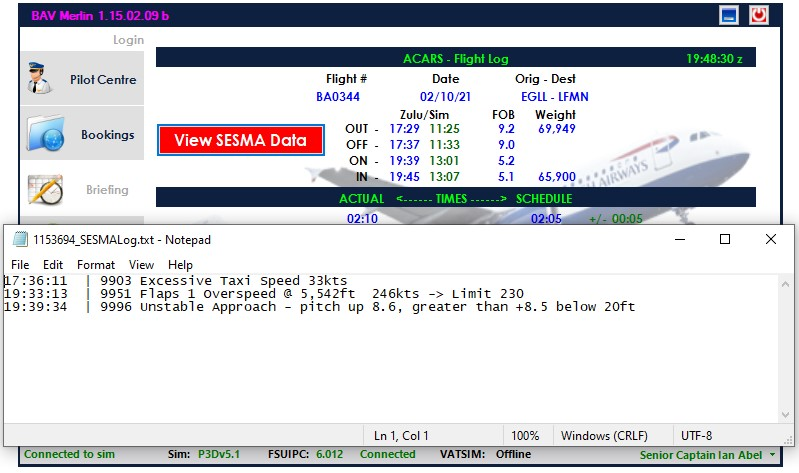 BAV Merlin 1.15.02.09 b
Login
ACARS - Flight Log 19:48:30 z
Pilot Centre
Flight # Date Orig - Dest
BA0344 02/10/21 EGLL - LFMN
Zulu/Sim FOB Weight
Bookings
View SESMA Data
OUT - 17:29 11:25 9.2 69,949
OFF - 17:37 11:33 9.0
ON - 19:39 13:01 5.2
IN - 19:45 13:07 5.1 65,900
AIRWAYS
Briefing
ACTUAL <------ TIMES ------> SCHEDULE
02:10 02:05 +/- 00:05
1153694_SESMALog.txt - Notepad
File Edit Format View Help
17:36:11 | 9903 Excessive Taxi Speed 33kts
19:33:13 | 9951 Flaps 1 Overspeed @ 5,542ft 246kts -> Limit 230
19:39:34 | 9996 Unstable Approach - pitch up 8.6, greater than +8.5 below 20ft
Ln 1, Col 1 100% Windows (CRLF) UTF-8
Connected to sim Sim: P3Dv5.1 FSUIPC: 6.012 Connected VATSIM: Offline Senior Captain Ian Abel